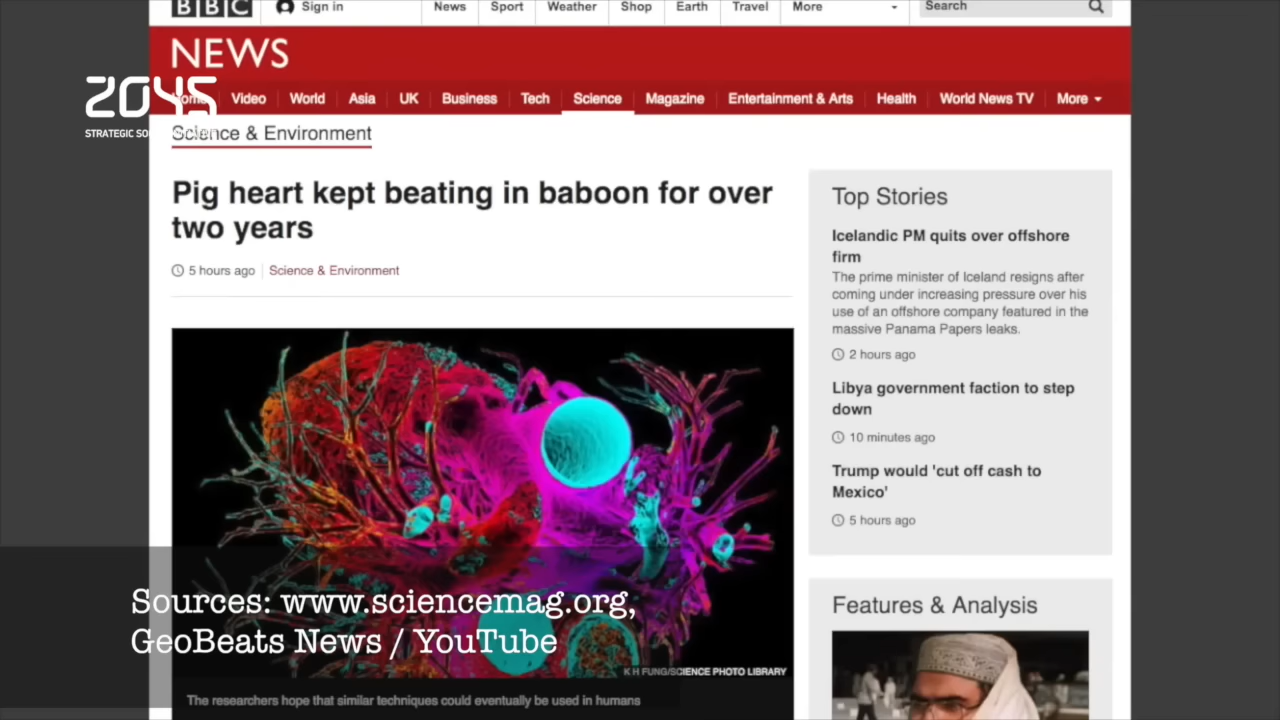 BBC
Sign in
News
Sport
Weather
Shop
Earth
Travel
More
Search
NEWS
2045
STRATEGIC
Home
Video
World
Asia
UK
Business
Tech
Science
Magazine
Entertainment & Arts
Health
World News TV
More
Science & Environment
Pig heart kept beating in baboon for over
two years
5 hours ago
Science & Environment
K H FUNG/SCIENCE PHOTO LIBRARY
The researchers hope that similar techniques could eventually be used in humans
Sources: www.sciencemag.org,
GeoBeats News / YouTube
Top Stories
Icelandic PM quits over offshore
firm
The prime minister of Iceland resigns after
coming under increasing pressure over his
use of an offshore company featured in the
massive Panama Papers leaks.
2 hours ago
Libya government faction to step
down
10 minutes ago
Trump would 'cut off cash to
Mexico'
5 hours ago
Features & Analysis